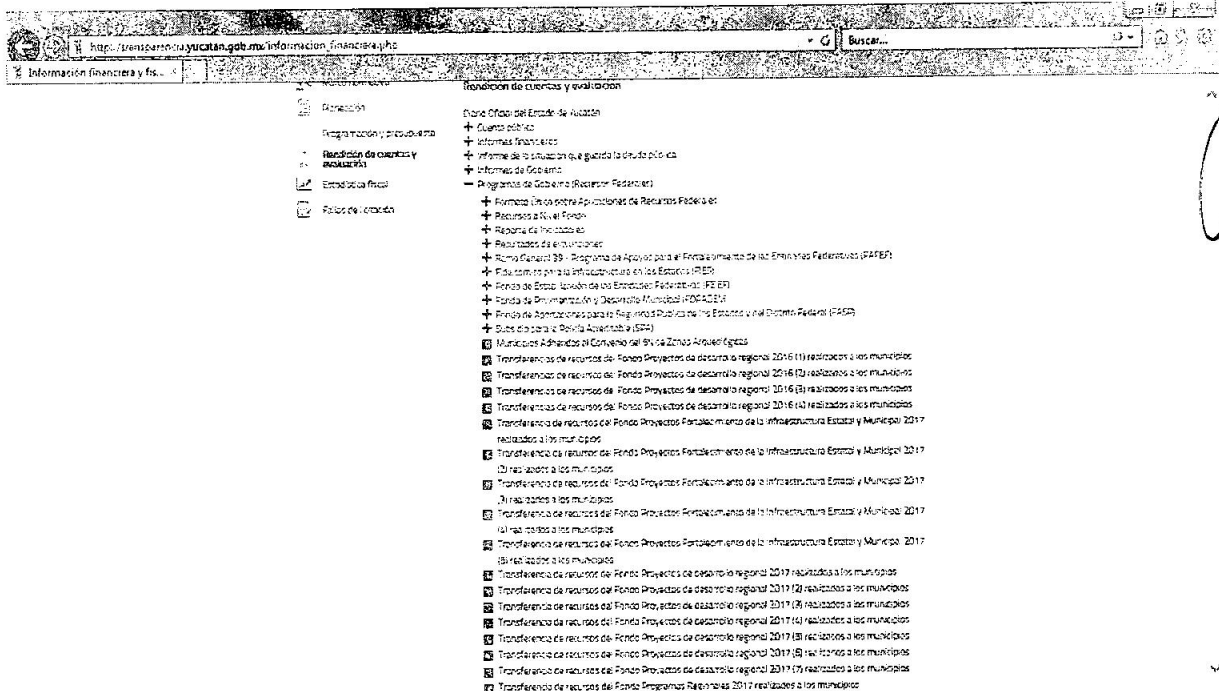 http://transparencia.yucatan.gob.mx/informacion_financiera.php
Buscar...
Información financiera y fis...
Marco normativo
Planeación
Programación y presupuesto
Rendición de cuentas y
evaluación
Estadística fiscal
Fallos de licitación
Rendición de cuentas y evaluación
Diario Oficial del Estado de Yucatán
+ Cuenta pública
+ Informes financieros
+ Informe de la situación que guarda la deuda pública
+ Informes de Gobierno
− Programas de Gobierno (Recursos Federales)
+ Formato Único sobre Aplicaciones de Recursos Federales
+ Recursos a Nivel Fondo
+ Reporte de Indicadores
+ Resultados de evaluaciones
+ Ramo General 39 - Programa de Apoyos para el Fortalecimiento de las Entidades Federativas (PAFEF)
+ Fideicomiso para la Infraestructura en los Estados (FIES)
+ Fondo de Estabilización de las Entidades Federativas (FEIEF)
+ Fondo de Pavimentación y Desarrollo Municipal (FOPADEM)
+ Fondo de Aportaciones para la Seguridad Pública de los Estados y del Distrito Federal (FASP)
+ Subsidio para la Policía Acreditable (SPA)
Municipios Adheridos al Convenio del 6% de Zonas Arqueológicas
Transferencias de recursos del Fondo Proyectos de desarrollo regional 2016 (1) realizados a los municipios
Transferencias de recursos del Fondo Proyectos de desarrollo regional 2016 (2) realizados a los municipios
Transferencias de recursos del Fondo Proyectos de desarrollo regional 2016 (3) realizados a los municipios
Transferencias de recursos del Fondo Proyectos de desarrollo regional 2016 (4) realizados a los municipios
Transferencia de recursos del Fondo Proyectos Fortalecimiento de la Infraestructura Estatal y Municipal 2017
realizados a los municipios
Transferencia de recursos del Fondo Proyectos Fortalecimiento de la Infraestructura Estatal y Municipal 2017
(2) realizados a los municipios
Transferencia de recursos del Fondo Proyectos Fortalecimiento de la Infraestructura Estatal y Municipal 2017
(3) realizados a los municipios
Transferencia de recursos del Fondo Proyectos Fortalecimiento de la Infraestructura Estatal y Municipal 2017
(4) realizados a los municipios
Transferencia de recursos del Fondo Proyectos Fortalecimiento de la Infraestructura Estatal y Municipal 2017
(5) realizados a los municipios
Transferencia de recursos del Fondo Proyectos de desarrollo regional 2017 realizados a los municipios
Transferencia de recursos del Fondo Proyectos de desarrollo regional 2017 (2) realizados a los municipios
Transferencia de recursos del Fondo Proyectos de desarrollo regional 2017 (3) realizados a los municipios
Transferencia de recursos del Fondo Proyectos de desarrollo regional 2017 (4) realizados a los municipios
Transferencia de recursos del Fondo Proyectos de desarrollo regional 2017 (5) realizados a los municipios
Transferencia de recursos del Fondo Proyectos de desarrollo regional 2017 (6) realizados a los municipios
Transferencia de recursos del Fondo Proyectos de desarrollo regional 2017 (7) realizados a los municipios
Transferencia de recursos del Fondo Programas Regionales 2017 realizados a los municipios